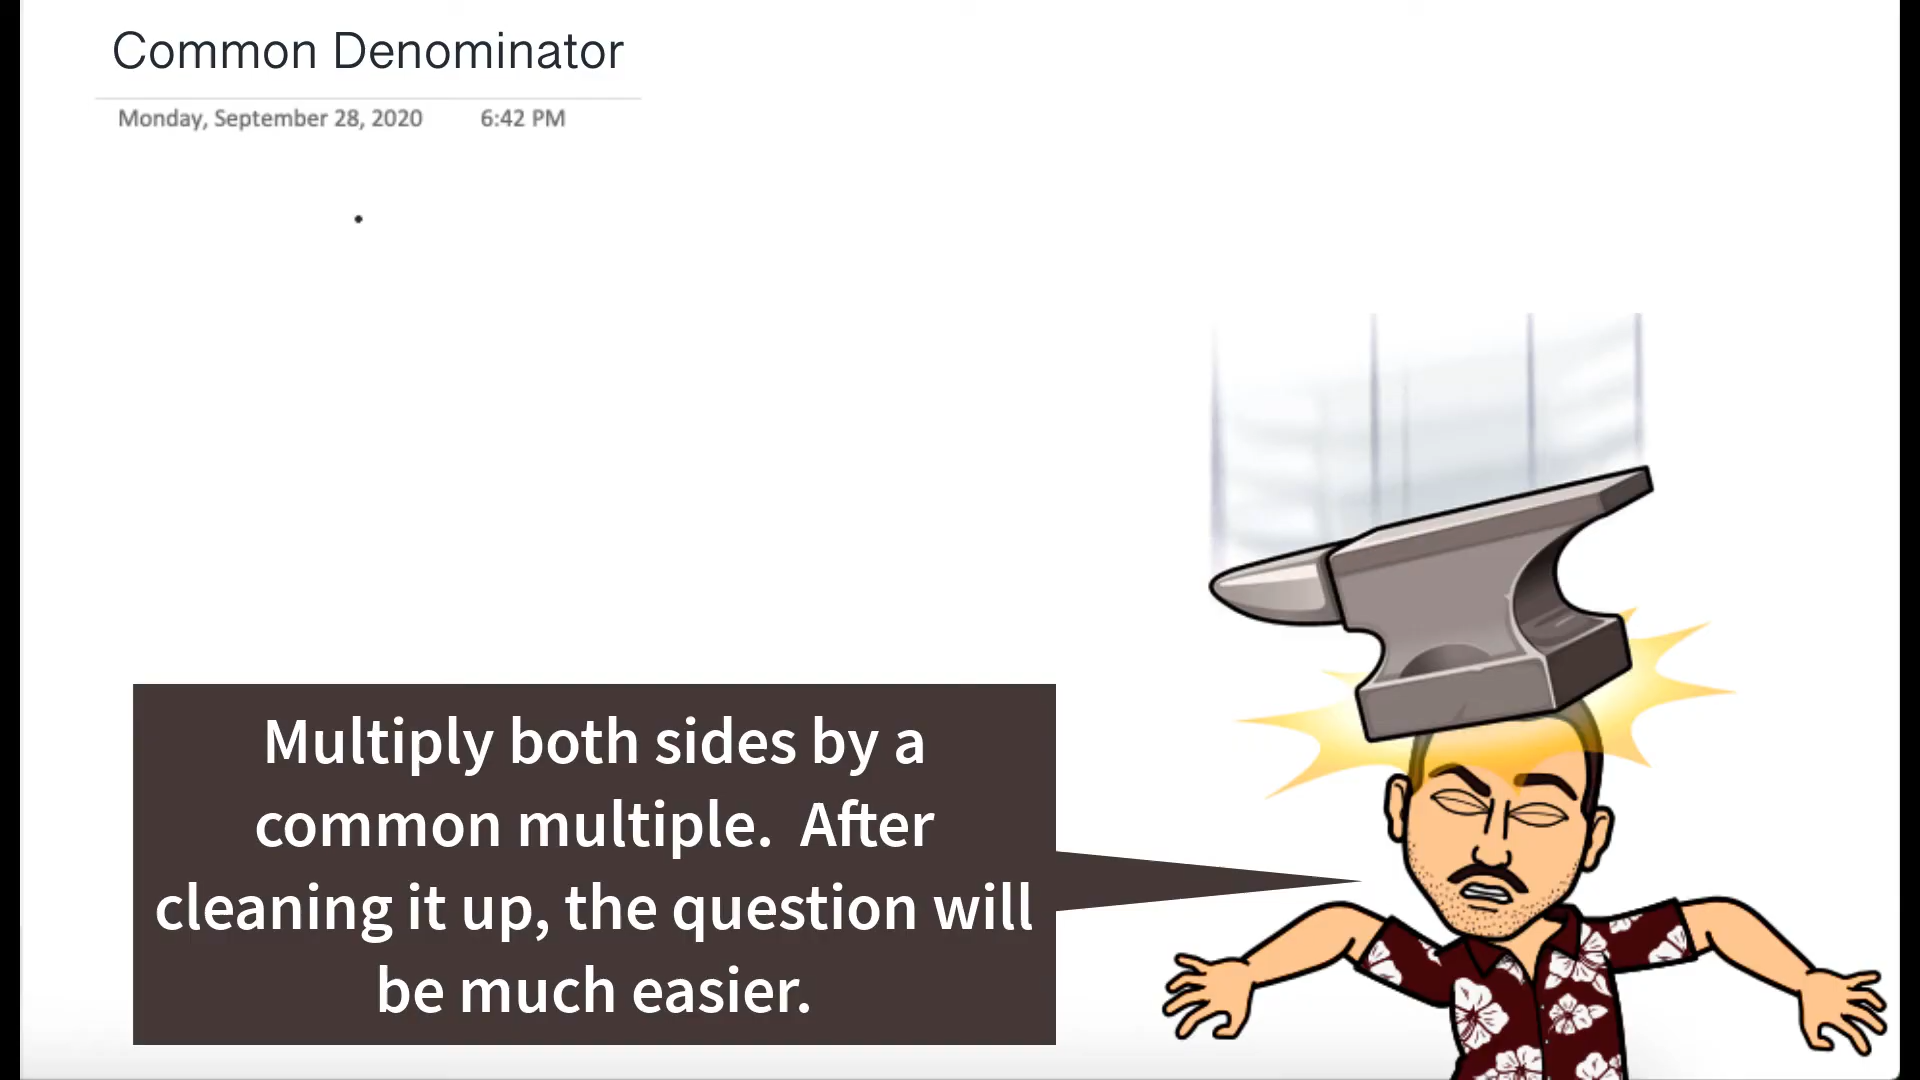 Common Denominator
Monday, September 28, 2020 6:42 PM
Multiply both sides by a
common multiple. After
cleaning it up, the question will
be much easier.